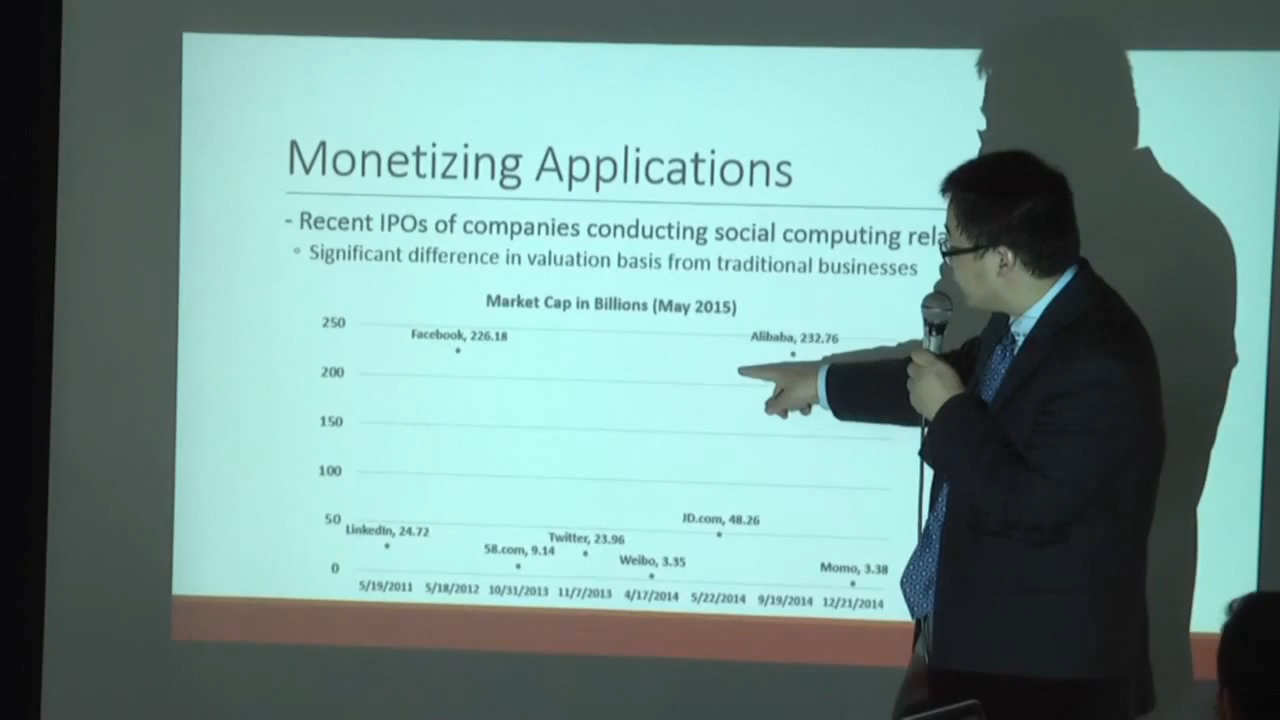 Monetizing Applications
- Recent IPOs of companies conducting social computing rela
° Significant difference in valuation basis from traditional businesses
Market Cap in Billions (May 2015)
250
Facebook, 226.18
Alibaba, 232.76
200
150
100
50
LinkedIn, 24.72
58.com, 9.14
Twitter, 23.96
Weibo, 3.35
JD.com, 48.26
Momo, 3.38
0
5/19/2011 5/18/2012 10/31/2013 11/7/2013 4/17/2014 5/22/2014 9/19/2014 12/21/2014